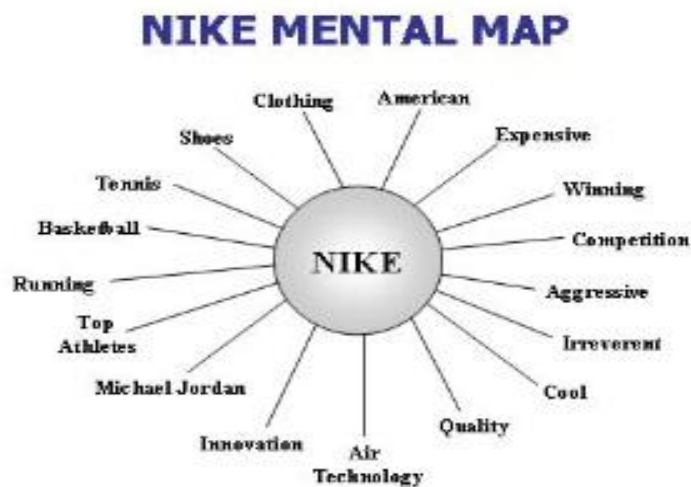 NIKE MENTAL MAP
Clothing
American
Shoes
Expensive
Tennis
Winning
Basketball
Competition
NIKE
Running
Aggressive
Top
Athletes
Irreverent
Michael Jordan
Cool
Innovation
Quality
Air
Technology